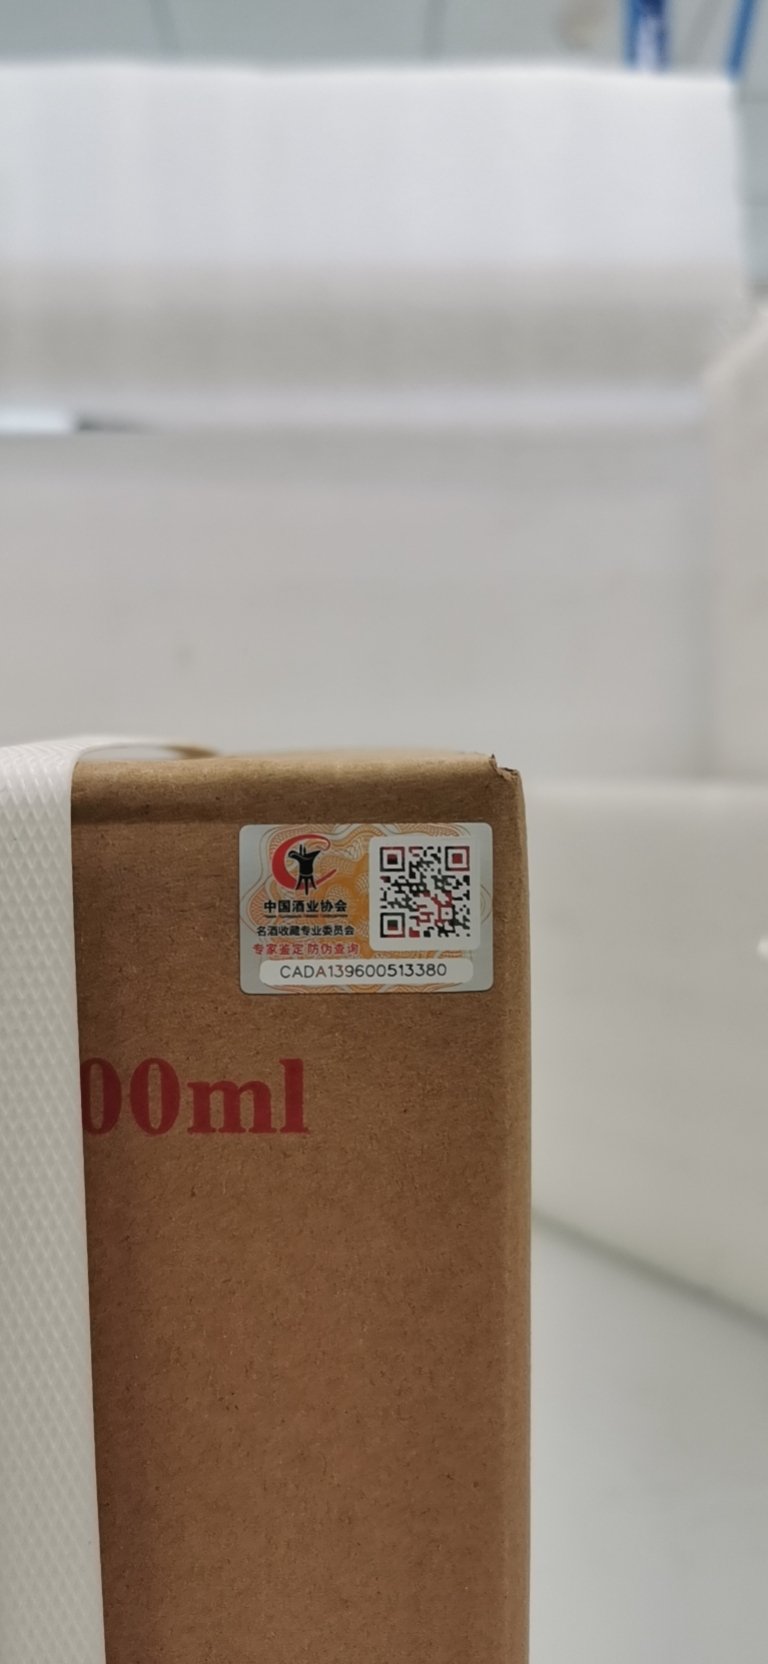 中国酒业协会
名酒收藏专业委员会
专家鉴定 防伪查询
CADA139600513380
00ml